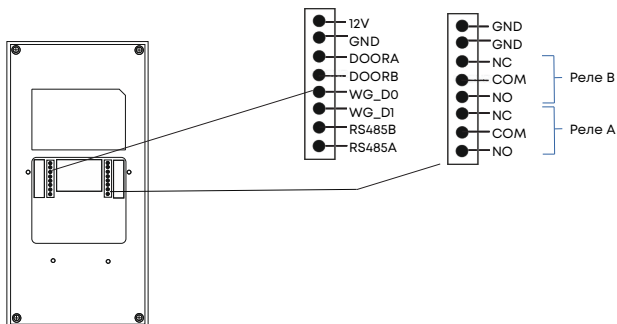 12V
GND
DOORA
DOORB
WG_D0
WG_D1
RS485B
RS485A
GND
GND
NC
COM
NO
NC
COM
NO
Реле B
Реле A